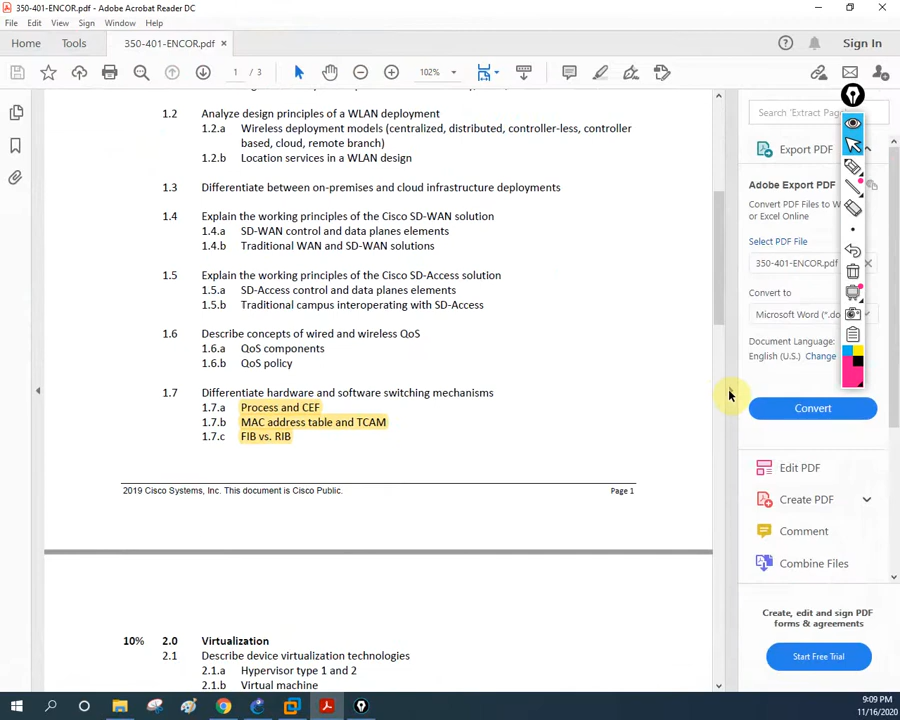 350-401-ENCOR.pdf - Adobe Acrobat Reader DC
File Edit View Sign Window Help
Home Tools 350-401-ENCOR.pdf × Sign In
1 / 3 102%
1.2 Analyze design principles of a WLAN deployment
1.2.a Wireless deployment models (centralized, distributed, controller-less, controller
based, cloud, remote branch)
1.2.b Location services in a WLAN design
1.3 Differentiate between on-premises and cloud infrastructure deployments
1.4 Explain the working principles of the Cisco SD-WAN solution
1.4.a SD-WAN control and data planes elements
1.4.b Traditional WAN and SD-WAN solutions
1.5 Explain the working principles of the Cisco SD-Access solution
1.5.a SD-Access control and data planes elements
1.5.b Traditional campus interoperating with SD-Access
1.6 Describe concepts of wired and wireless QoS
1.6.a QoS components
1.6.b QoS policy
1.7 Differentiate hardware and software switching mechanisms
1.7.a Process and CEF
1.7.b MAC address table and TCAM
1.7.c FIB vs. RIB
2019 Cisco Systems, Inc. This document is Cisco Public. Page 1
10% 2.0 Virtualization
2.1 Describe device virtualization technologies
2.1.a Hypervisor type 1 and 2
2.1.b Virtual machine
Search 'Extract Page
Export PDF
Adobe Export PDF
Convert PDF Files to W
or Excel Online
Select PDF File
350-401-ENCOR.pdf
Convert to
Microsoft Word (*.do
Document Language:
English (U.S.) Change
Convert
Edit PDF
Create PDF
Comment
Combine Files
Create, edit and sign PDF
forms & agreements
Start Free Trial
9:09 PM
11/16/2020